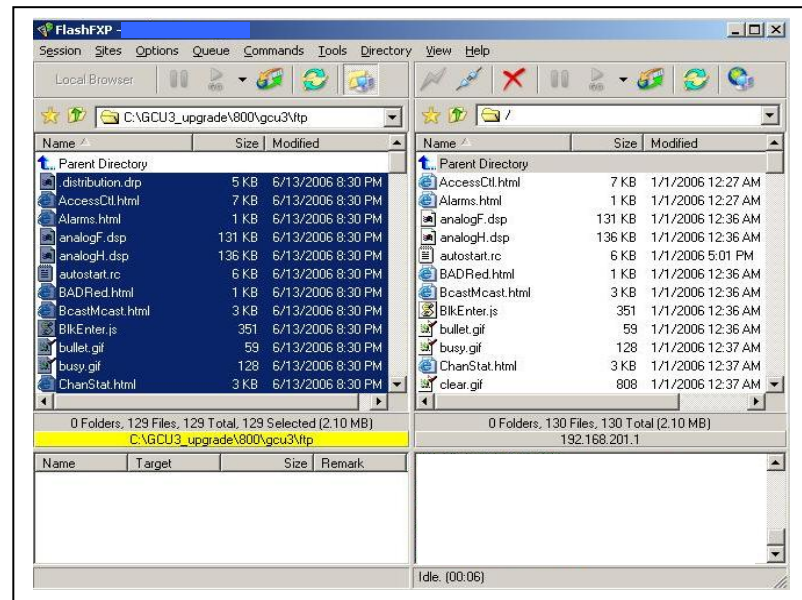 FlashFXP -
Session Sites Options Queue Commands Tools Directory View Help
Local Browser
C:\GCU3_upgrade\800\gcu3\ftp
Name Size Modified
Parent Directory
.distribution.drp 5 KB 6/13/2006 8:30 PM
AccessCtl.html 7 KB 6/13/2006 8:30 PM
Alarms.html 1 KB 6/13/2006 8:30 PM
analogF.dsp 131 KB 6/13/2006 8:30 PM
analogH.dsp 136 KB 6/13/2006 8:30 PM
autostart.rc 6 KB 6/13/2006 8:30 PM
BADRed.html 1 KB 6/13/2006 8:30 PM
BcastMcast.html 3 KB 6/13/2006 8:30 PM
BlkEnter.js 351 6/13/2006 8:30 PM
bullet.gif 59 6/13/2006 8:30 PM
busy.gif 128 6/13/2006 8:30 PM
ChanStat.html 3 KB 6/13/2006 8:30 PM
0 Folders, 129 Files, 129 Total, 129 Selected (2.10 MB)
C:\GCU3_upgrade\800\gcu3\ftp
Name Target Size Remark
/
Name Size Modified
Parent Directory
AccessCtl.html 7 KB 1/1/2006 12:27 AM
Alarms.html 1 KB 1/1/2006 12:27 AM
analogF.dsp 131 KB 1/1/2006 12:36 AM
analogH.dsp 136 KB 1/1/2006 12:36 AM
autostart.rc 6 KB 1/1/2006 5:01 PM
BADRed.html 1 KB 1/1/2006 12:36 AM
BcastMcast.html 3 KB 1/1/2006 12:36 AM
BlkEnter.js 351 1/1/2006 12:36 AM
bullet.gif 59 1/1/2006 12:36 AM
busy.gif 128 1/1/2006 12:37 AM
ChanStat.html 3 KB 1/1/2006 12:37 AM
clear.gif 808 1/1/2006 12:37 AM
0 Folders, 130 Files, 130 Total (2.10 MB)
192.168.201.1
Idle. (00:06)